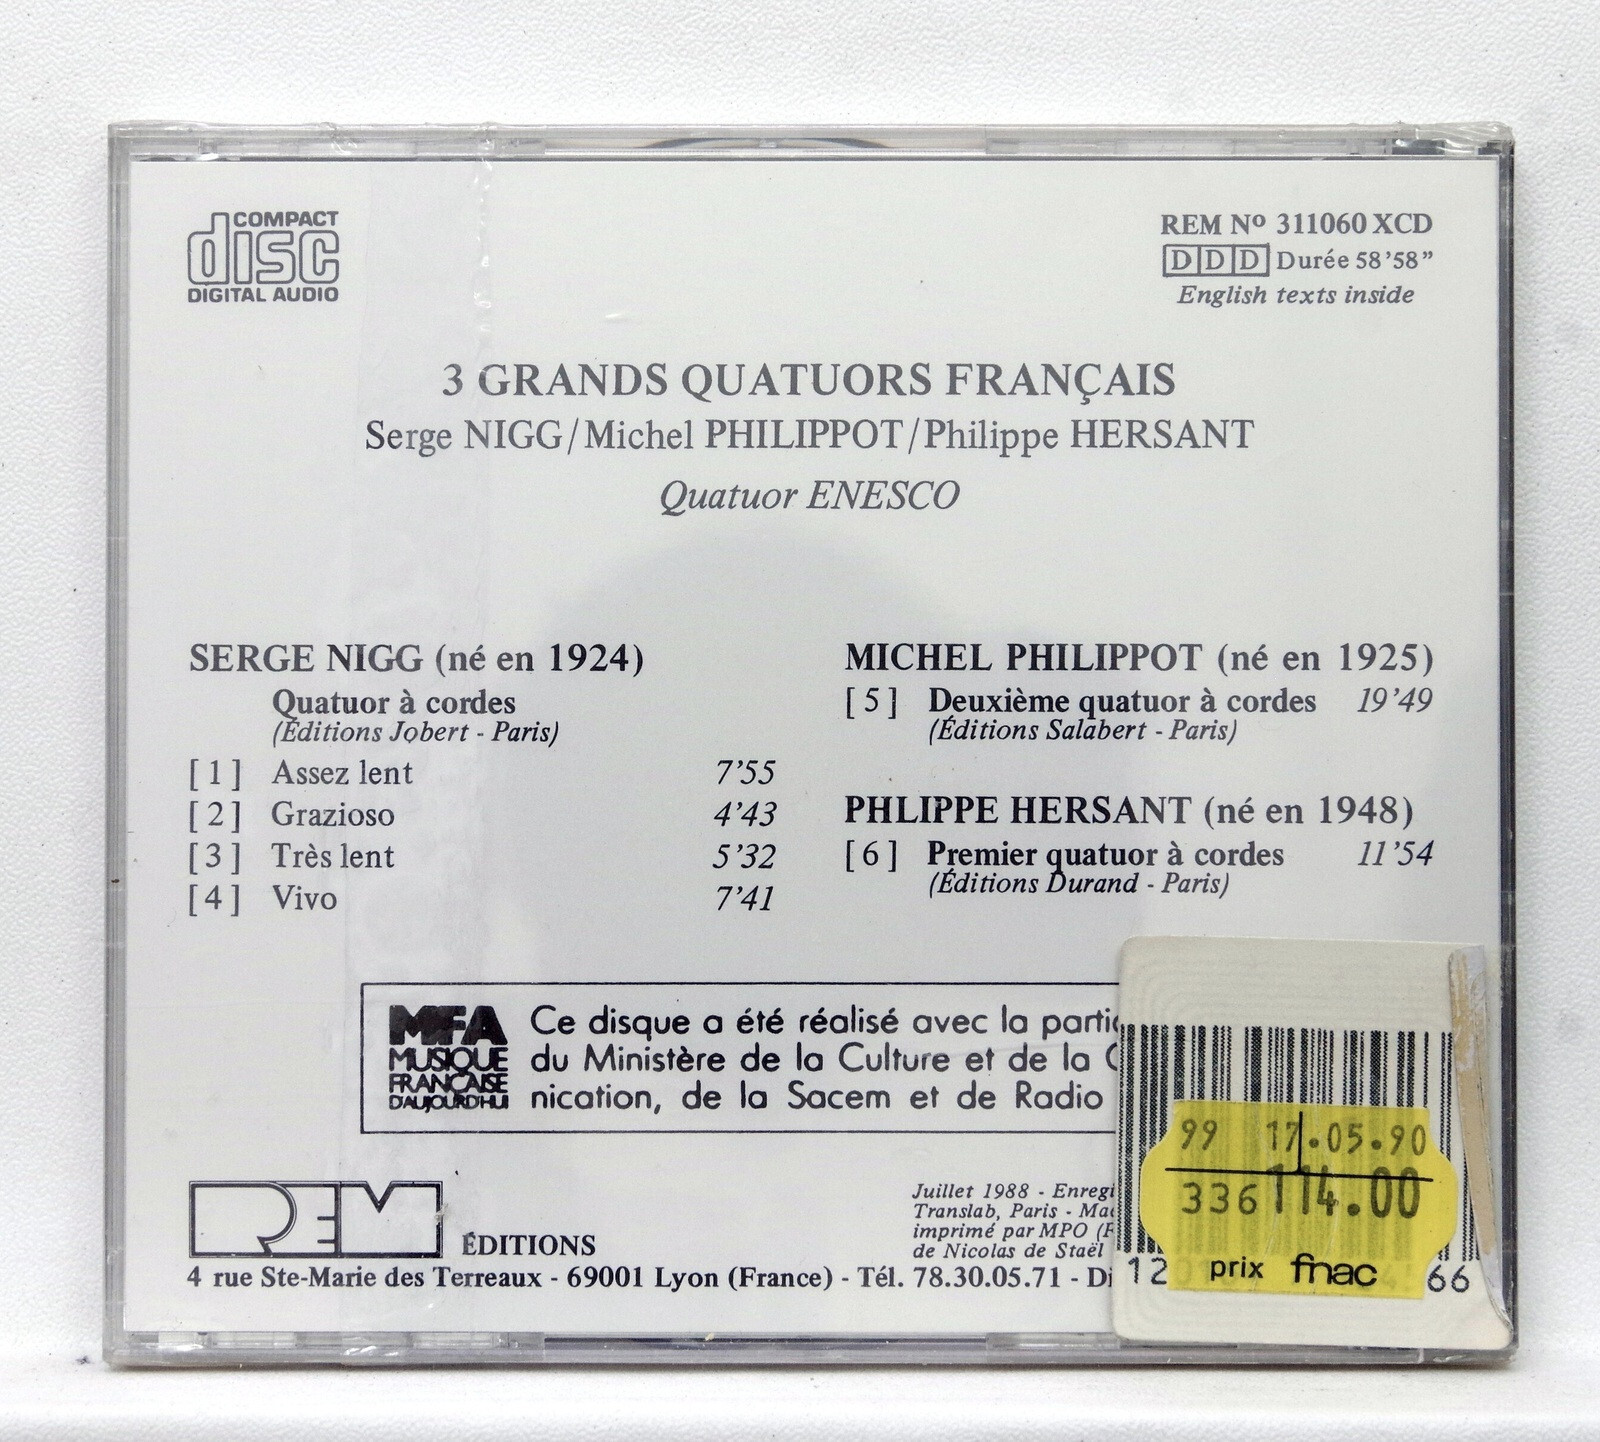 COMPACT
disc
DIGITAL AUDIO
REM Nº 311060 XCD
DDD Durée 58’58”
English texts inside
3 GRANDS QUATUORS FRANÇAIS
Serge NIGG/Michel PHILIPPOT/Philippe HERSANT
Quatuor ENESCO
SERGE NIGG (né en 1924)
Quatuor à cordes
(Éditions Jobert - Paris)
[1] Assez lent 7’55
[2] Grazioso 4’43
[3] Très lent 5’32
[4] Vivo 7’41
MICHEL PHILIPPOT (né en 1925)
[5] Deuxième quatuor à cordes 19’49
(Éditions Salabert - Paris)
PHLIPPE HERSANT (né en 1948)
[6] Premier quatuor à cordes 11’54
(Éditions Durand - Paris)
MFA
MUSIQUE
FRANÇAISE
D'AUJOURD'HUI
Ce disque a été réalisé avec la
du Ministère de la Culture et de la
nication, de la Sacem et de Radio
REM
ÉDITIONS
4 rue Ste-Marie des Terreaux - 69001 Lyon (France) - Tél. 78.30.05.71 -
Juillet 1988 -
Translab, Paris -
imprimé par MPO
de Nicolas de Staël
99 17.05.90
336 114.00
prix fnac
12
66